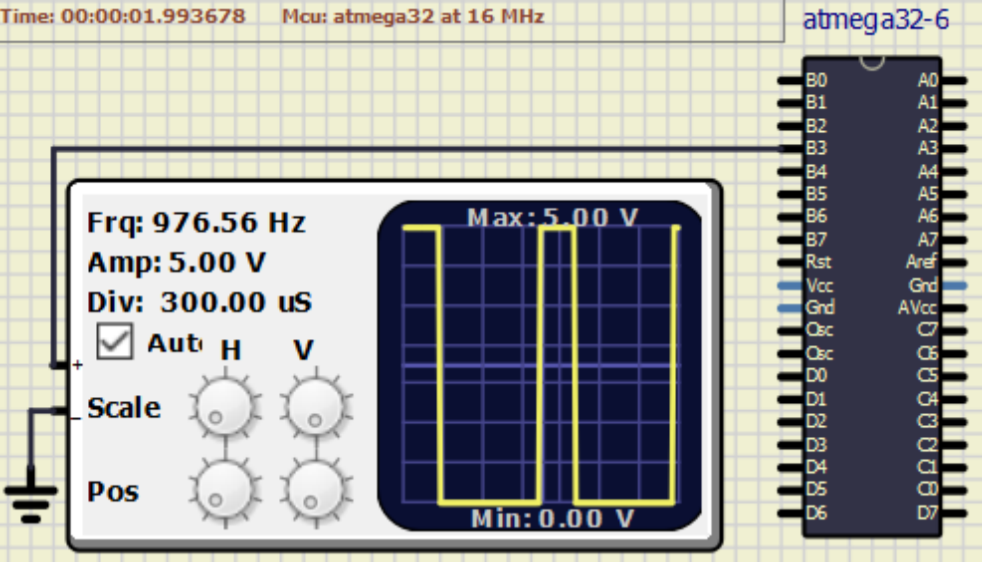 Time: 00:00:01.993678 Mcu: atmega32 at 16 MHz
atmega32-6
Frq: 976.56 Hz
Amp: 5.00 V
Div: 300.00 uS
Auto
H
V
+
Scale
_
Pos
Max: 5.00 V
Min: 0.00 V
B0 A0
B1 A1
B2 A2
B3 A3
B4 A4
B5 A5
B6 A6
B7 A7
Rst Aref
Vcc Gnd
Gnd AVcc
Osc C7
Osc C6
D0 C5
D1 C4
D2 C3
D3 C2
D4 C1
D5 C0
D6 D7